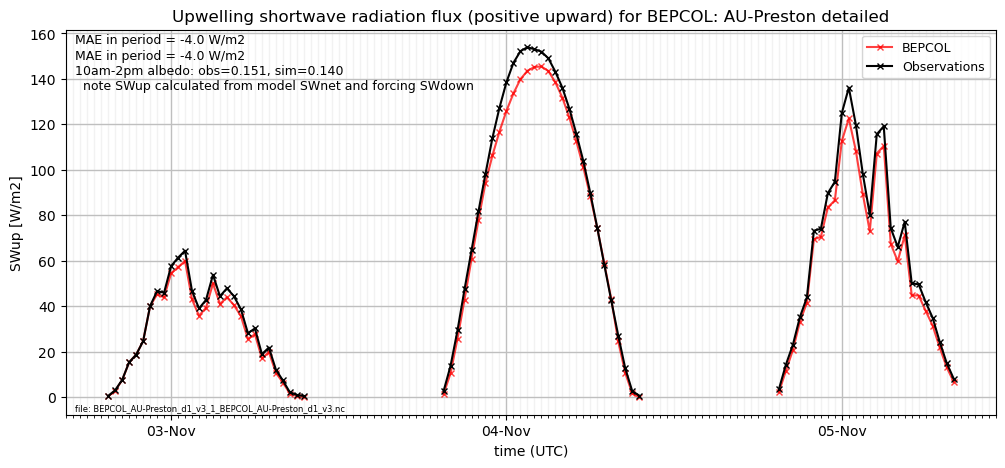 Upwelling shortwave radiation flux (positive upward) for BEPCOL: AU-Preston detailed
MAE in period = -4.0 W/m2
MAE in period = -4.0 W/m2
10am-2pm albedo: obs=0.151, sim=0.140
note SWup calculated from model SWnet and forcing SWdown
BEPCOL
Observations
SWup [W/m2]
160
140
120
100
80
60
40
20
0
file: BEPCOL_AU-Preston_d1_v3_1_BEPCOL_AU-Preston_d1_v3.nc
03-Nov
04-Nov
05-Nov
time (UTC)